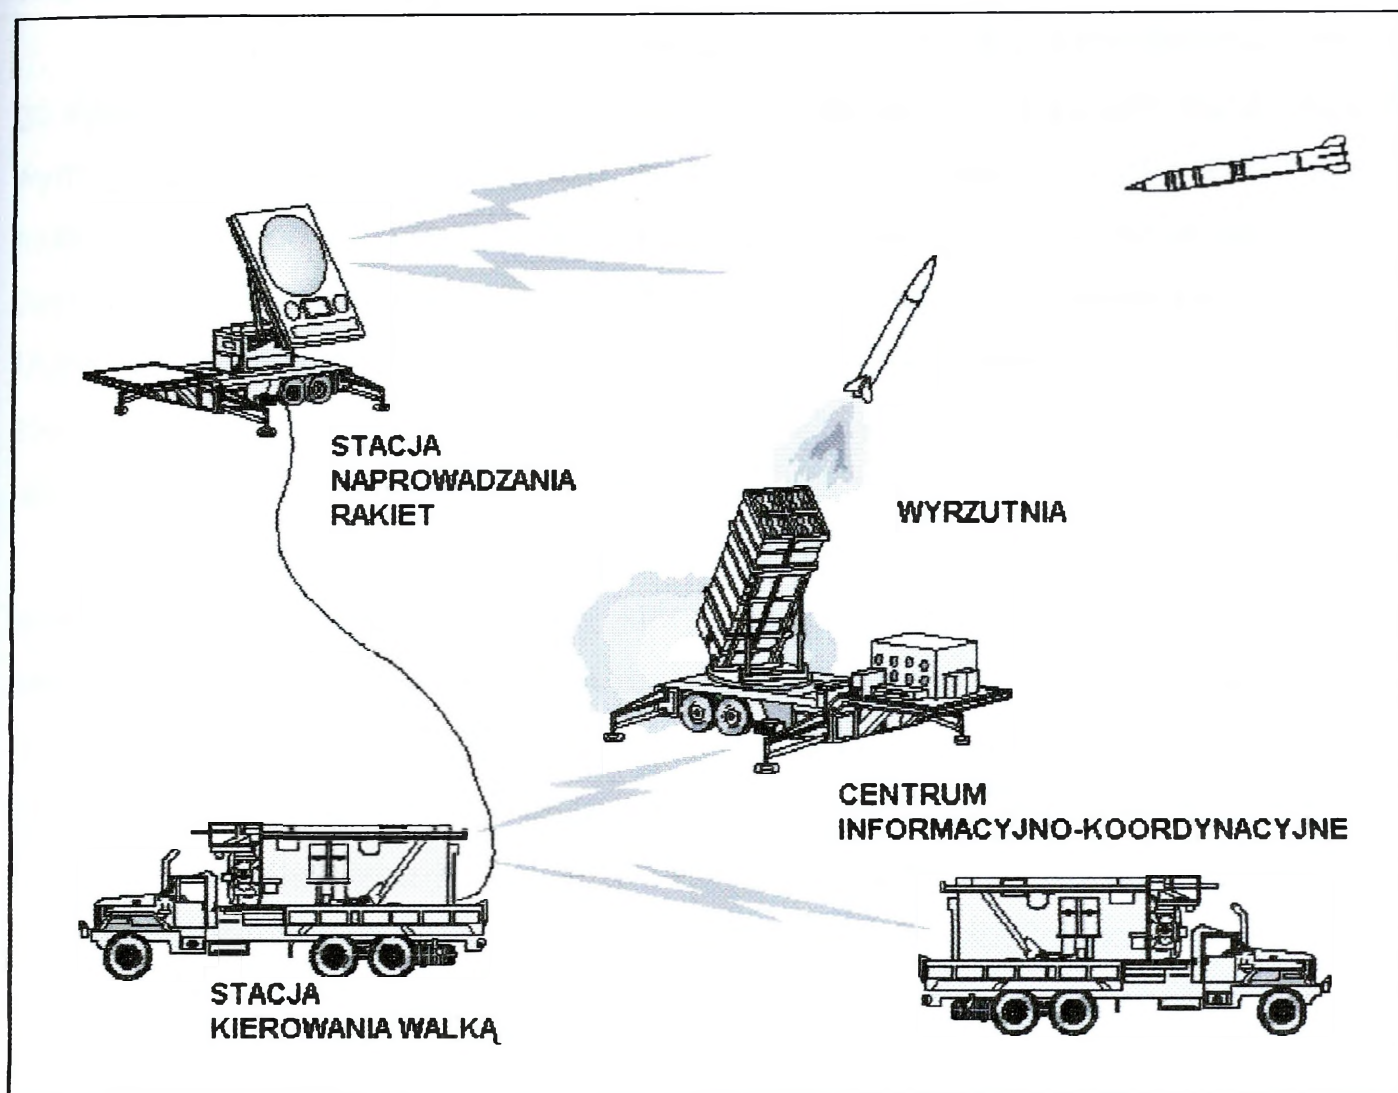 STACJA
NAPROWADZANIA
RAKIET
WYRZUTNIA
CENTRUM
INFORMACYJNO-KOORDYNACYJNE
STACJA
KIEROWANIA WALKĄ